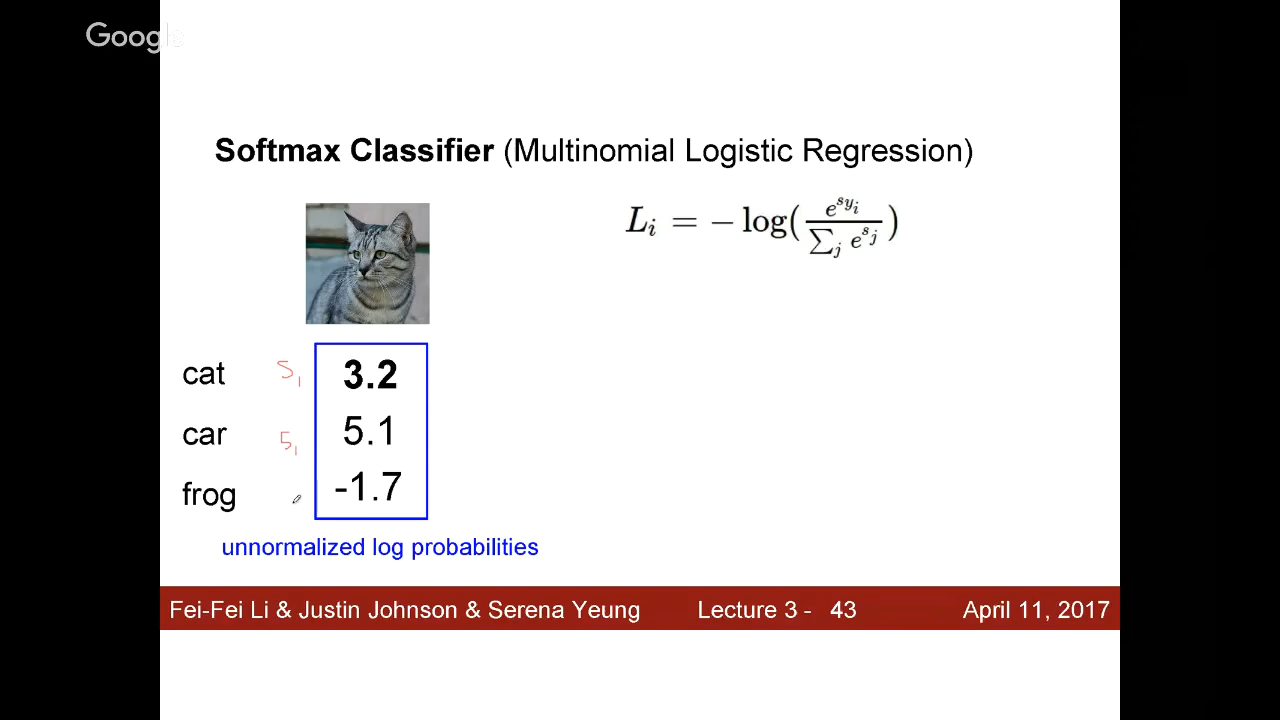 Google
Softmax Classifier (Multinomial Logistic Regression)
L_i = − log( e^{s_{y_i}} / ∑_j e^{s_j} )
cat S₁ 3.2
car S₁ 5.1
frog -1.7
unnormalized log probabilities
Fei-Fei Li & Justin Johnson & Serena Yeung Lecture 3 - 43 April 11, 2017